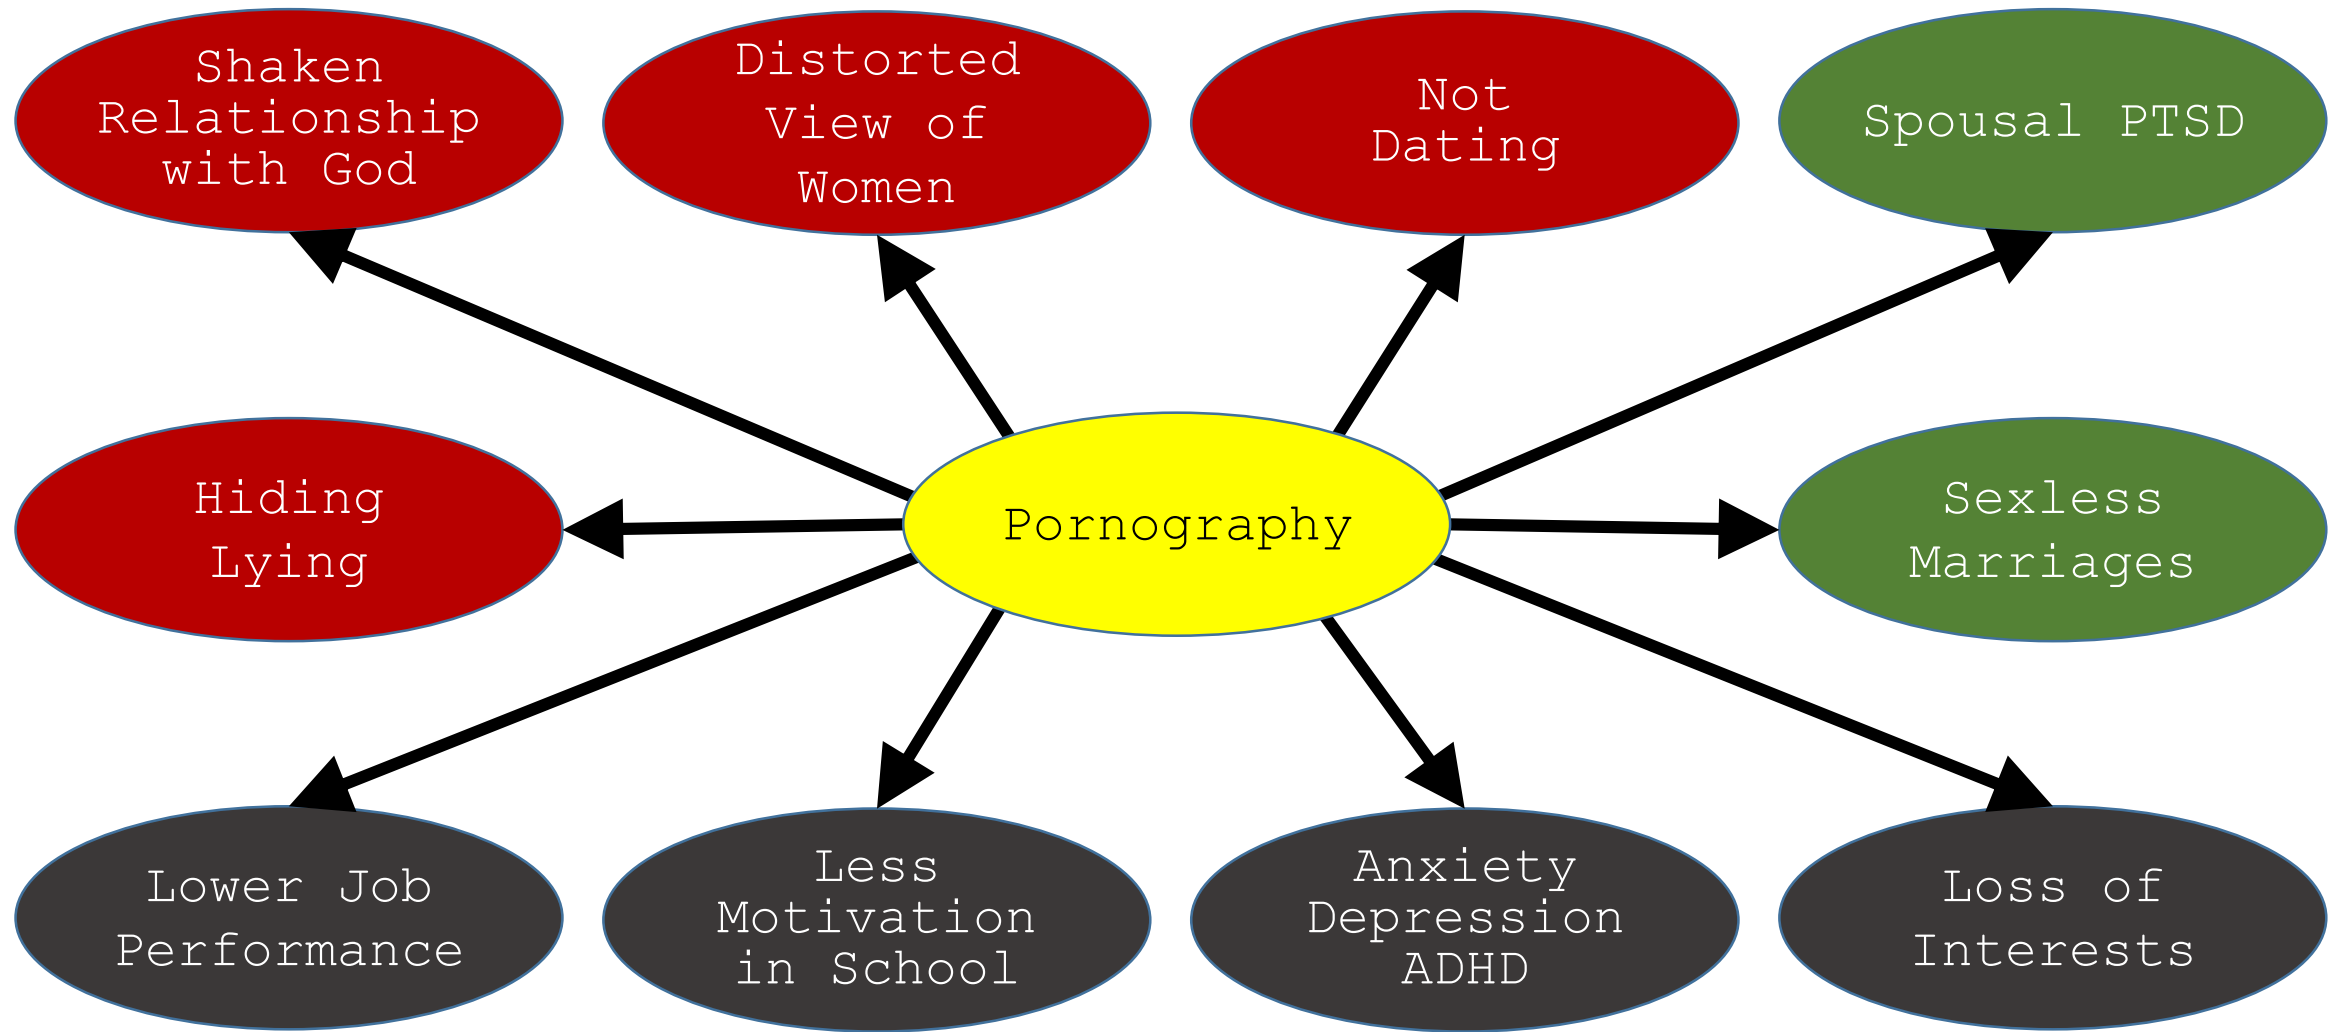 Shaken
Relationship
with God
Distorted
View of
Women
Not
Dating
Spousal PTSD
Hiding
Lying
Pornography
Sexless
Marriages
Lower Job
Performance
Less
Motivation
in School
Anxiety
Depression
ADHD
Loss of
Interests